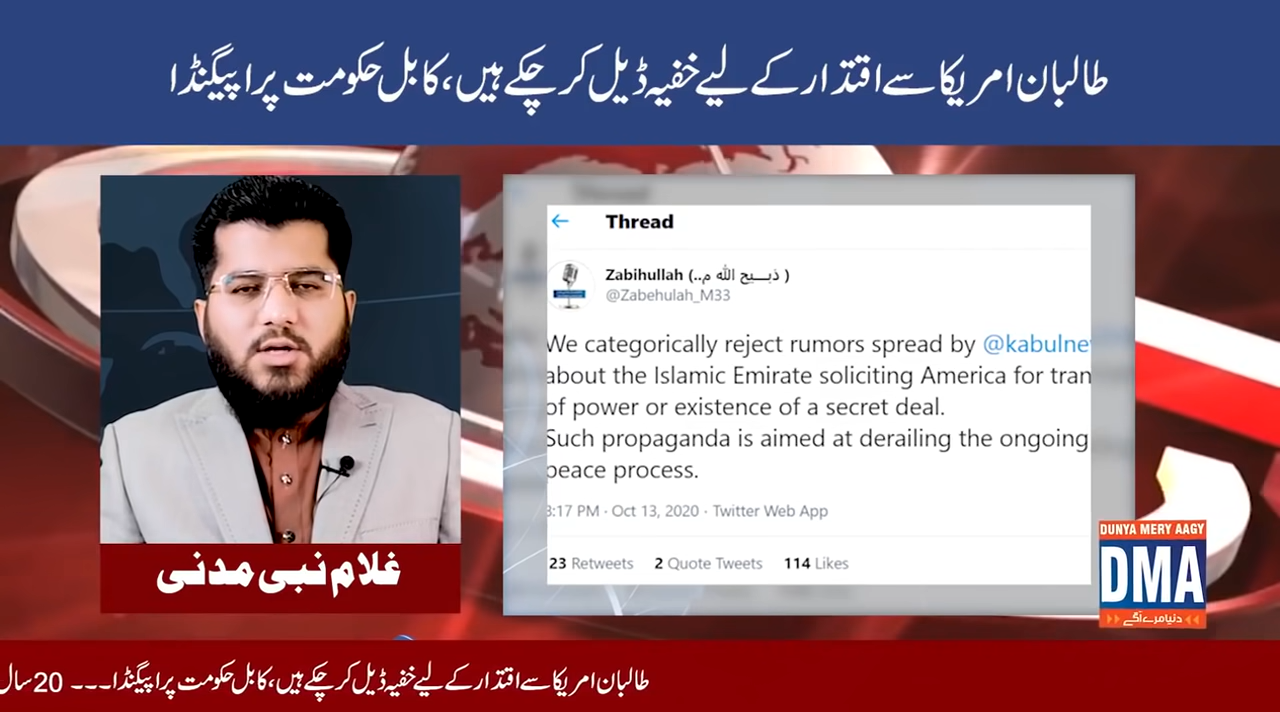 طالبان امریکا سے اقتدار کے لیے خفیہ ڈیل کر چکے ہیں، کابل حکومت پراپیگنڈا
Thread
Zabihullah (..ذبـــیح الله م )
@Zabehulah_M33
We categorically reject rumors spread by @kabulne
about the Islamic Emirate soliciting America for tran
of power or existence of a secret deal.
Such propaganda is aimed at derailing the ongoing
peace process.
3:17 PM · Oct 13, 2020 · Twitter Web App
23 Retweets 2 Quote Tweets 114 Likes
غلام نبی مدنی
DUNYA MERY AAGY
DMA
دنیا مرے آگے
طالبان امریکا سے اقتدار کے لیے خفیہ ڈیل کر چکے ہیں، کابل حکومت پراپیگنڈا۔۔۔ 20 سال